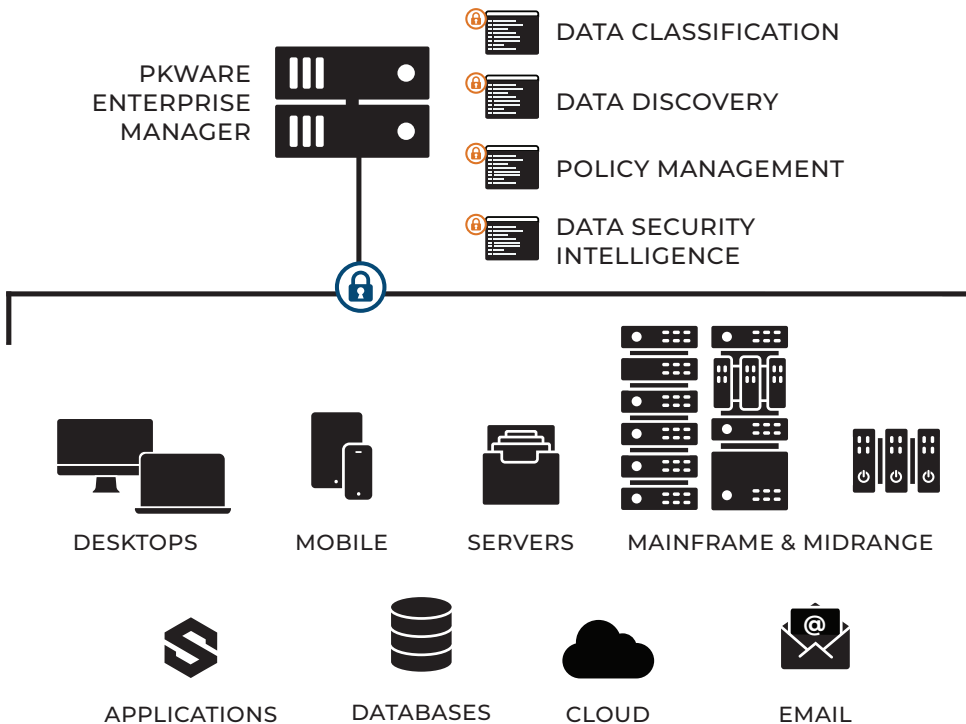 PKWARE
ENTERPRISE
MANAGER
DATA CLASSIFICATION
DATA DISCOVERY
POLICY MANAGEMENT
DATA SECURITY
INTELLIGENCE
DESKTOPS
MOBILE
SERVERS
MAINFRAME & MIDRANGE
@
APPLICATIONS
DATABASES
CLOUD
EMAIL